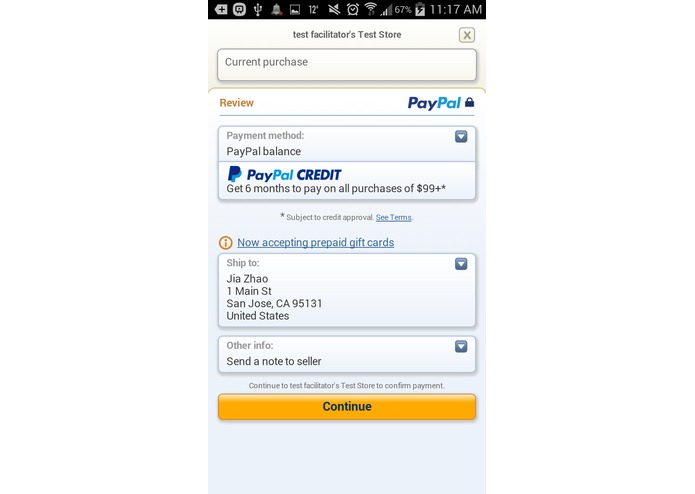 12° 67% 11:17 AM
test facilitator's Test Store
X
Current purchase
Review
PayPal
Payment method:
PayPal balance
PayPal CREDIT
Get 6 months to pay on all purchases of $99+*
* Subject to credit approval. See Terms.
Now accepting prepaid gift cards
Ship to:
Jia Zhao
1 Main St
San Jose, CA 95131
United States
Other info:
Send a note to seller
Continue to test facilitator's Test Store to confirm payment.
Continue